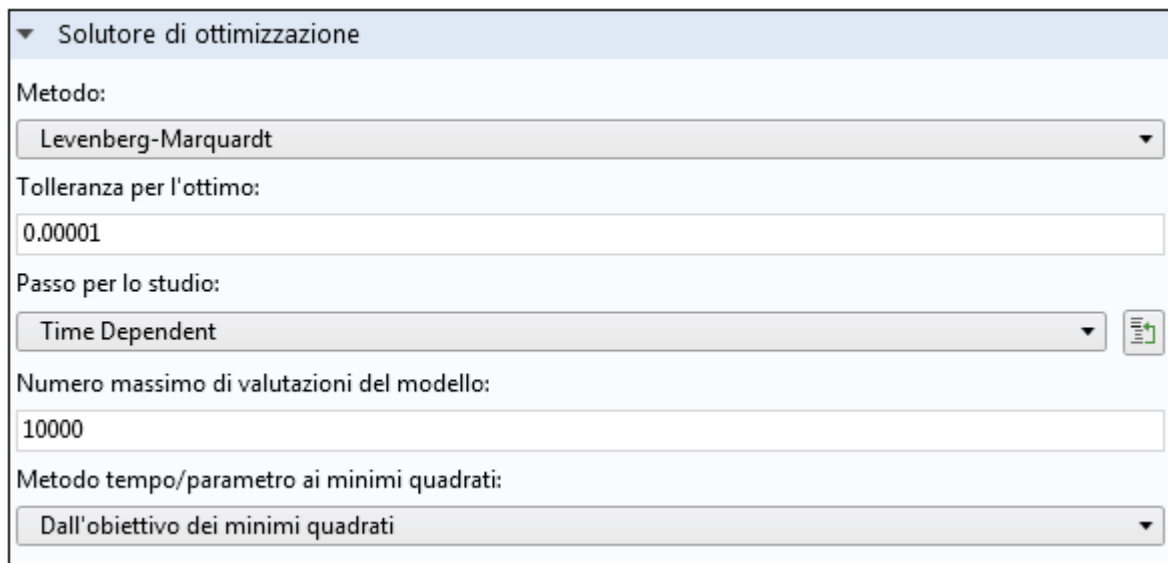 Solutore di ottimizzazione
Metodo:
Levenberg-Marquardt
Tolleranza per l'ottimo:
0.00001
Passo per lo studio:
Time Dependent
Numero massimo di valutazioni del modello:
10000
Metodo tempo/parametro ai minimi quadrati:
Dall'obiettivo dei minimi quadrati